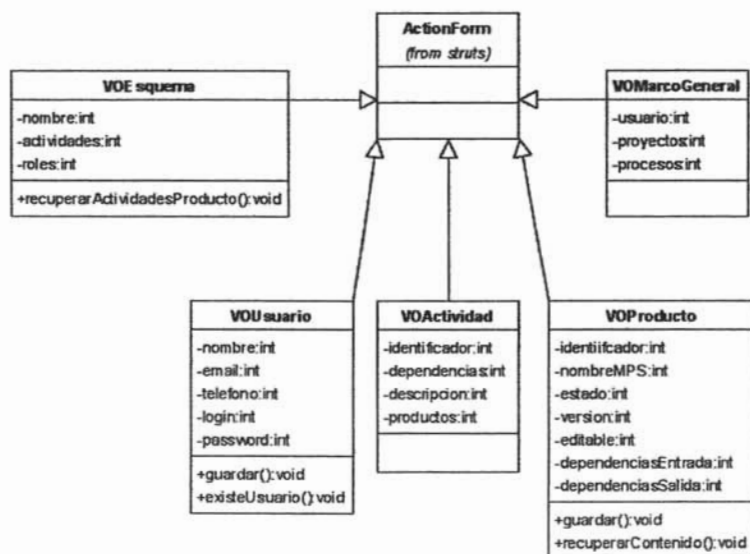 ActionForm
(from struts)
VOEsquema
-nombre:int
-actividades:int
-roles:int
+recuperarActividadesProducto():void
VOMarcoGeneral
-usuario:int
-proyectos:int
-procesos:int
VOUsuario
-nombre:int
-email:int
-telefono:int
-login:int
-password:int
+guardar():void
+existeUsuario():void
VOActividad
-identificador:int
-dependencias:int
-descripcion:int
-productos:int
VOProducto
-identiifcador:int
-nombreMPS:int
-estado:int
-version:int
-editable:int
-dependenciasEntrada:int
-dependenciasSalida:int
+guardar():void
+recuperarContenido():void